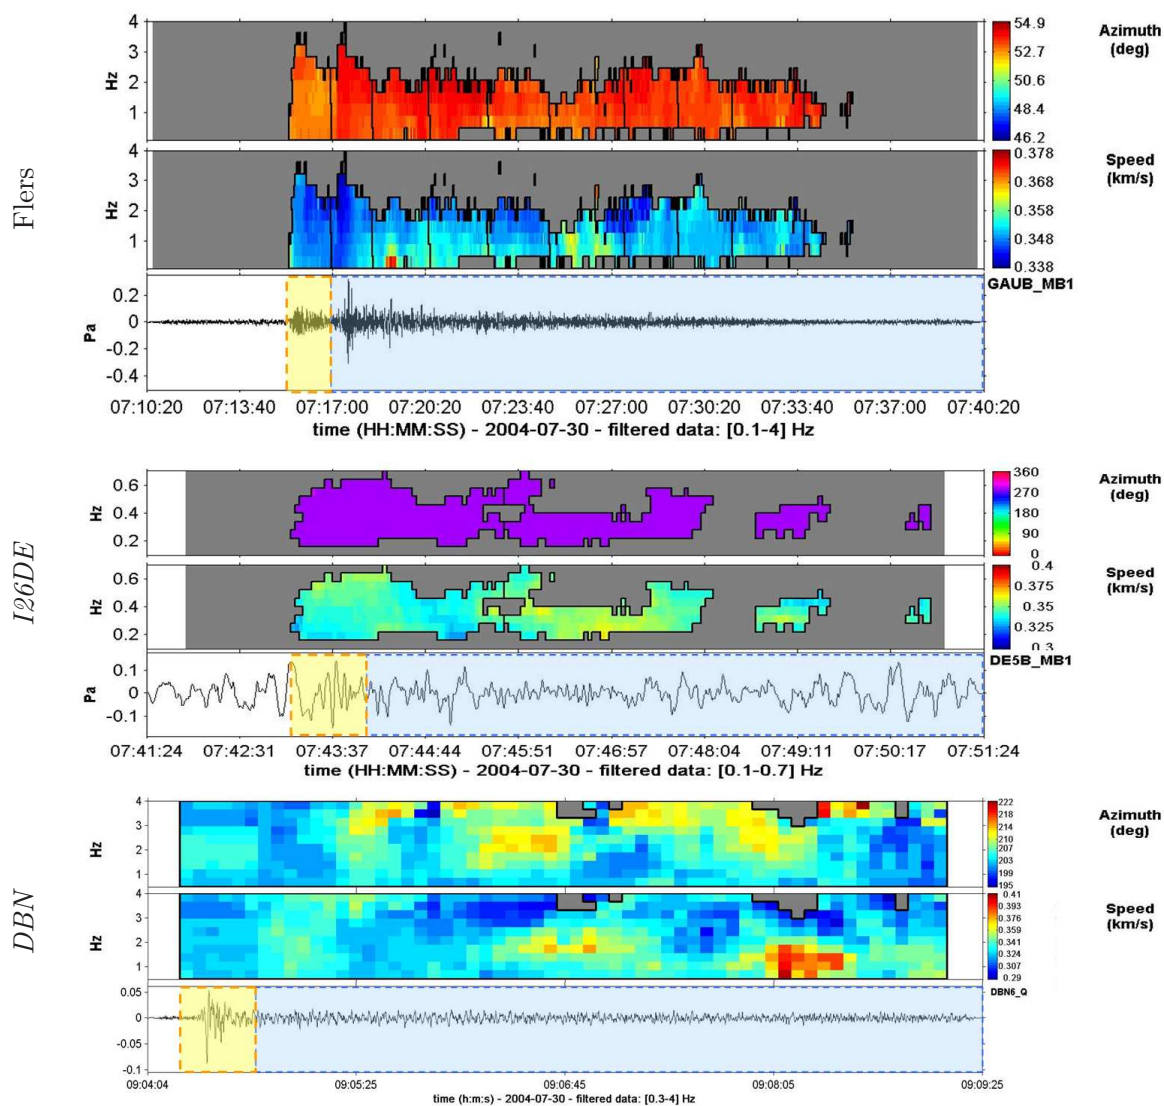 Flers
4
3
2
1
Hz
54.9
52.7
50.6
48.4
46.2
Azimuth
(deg)
4
3
2
1
Hz
0.378
0.368
0.358
0.348
0.338
Speed
(km/s)
0.2
0
-0.2
-0.4
Pa
GAUB_MB1
07:10:20 07:13:40 07:17:00 07:20:20 07:23:40 07:27:00 07:30:20 07:33:40 07:37:00 07:40:20
time (HH:MM:SS) - 2004-07-30 - filtered data: [0.1-4] Hz
I26DE
0.6
0.4
0.2
Hz
360
270
180
90
0
Azimuth
(deg)
0.6
0.4
0.2
Hz
0.4
0.375
0.35
0.325
0.3
Speed
(km/s)
0.1
0
-0.1
Pa
DE5B_MB1
07:41:24 07:42:31 07:43:37 07:44:44 07:45:51 07:46:57 07:48:04 07:49:11 07:50:17 07:51:24
time (HH:MM:SS) - 2004-07-30 - filtered data: [0.1-0.7] Hz
DBN
4
3
2
1
Hz
222
218
214
210
207
203
199
195
Azimuth
(deg)
4
3
2
1
Hz
0.41
0.393
0.376
0.359
0.341
0.324
0.307
0.29
Speed
(km/s)
0.05
0
-0.05
-0.1
DBN6_Q
09:04:04 09:05:25 09:06:45 09:08:05 09:09:25
time (h:m:s) - 2004-07-30 - filtered data: [0.3-4] Hz